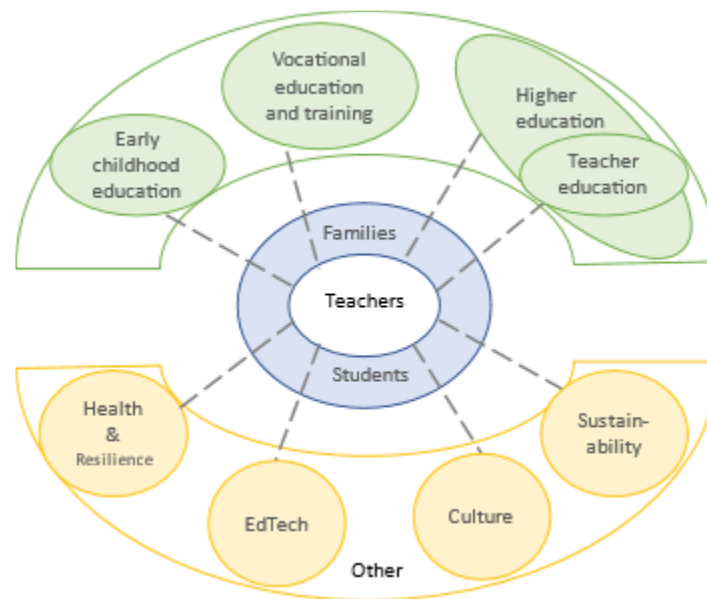 Vocational
education
and training
Higher
education
Early
childhood
education
Teacher
education
Families
Teachers
Students
Health
&
Resilience
Sustain-
ability
EdTech
Culture
Other